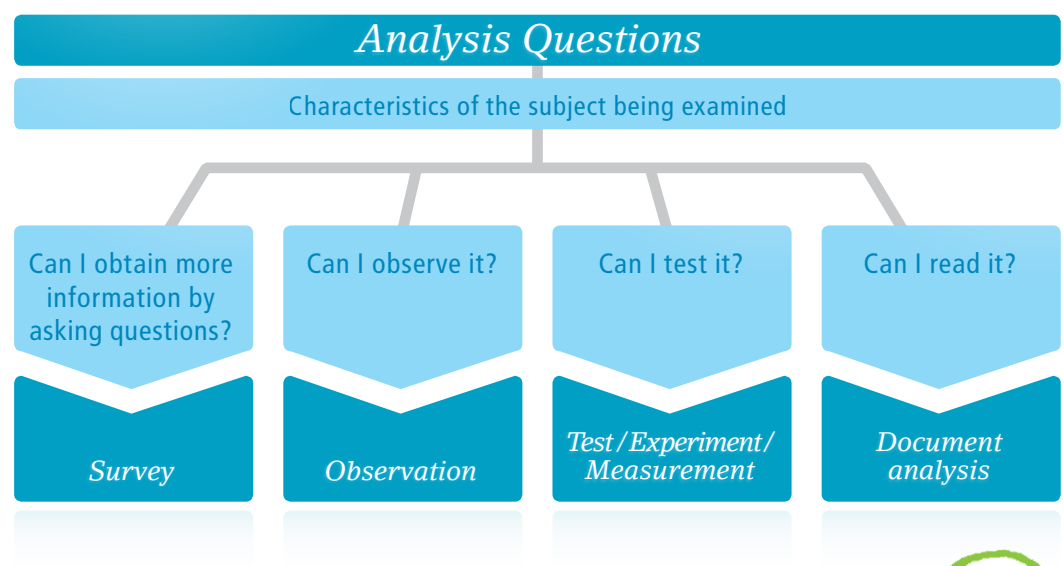 Analysis Questions
Characteristics of the subject being examined
Can I obtain more
information by
asking questions?
Survey
Can I observe it?
Observation
Can I test it?
Test / Experiment /
Measurement
Can I read it?
Document
analysis